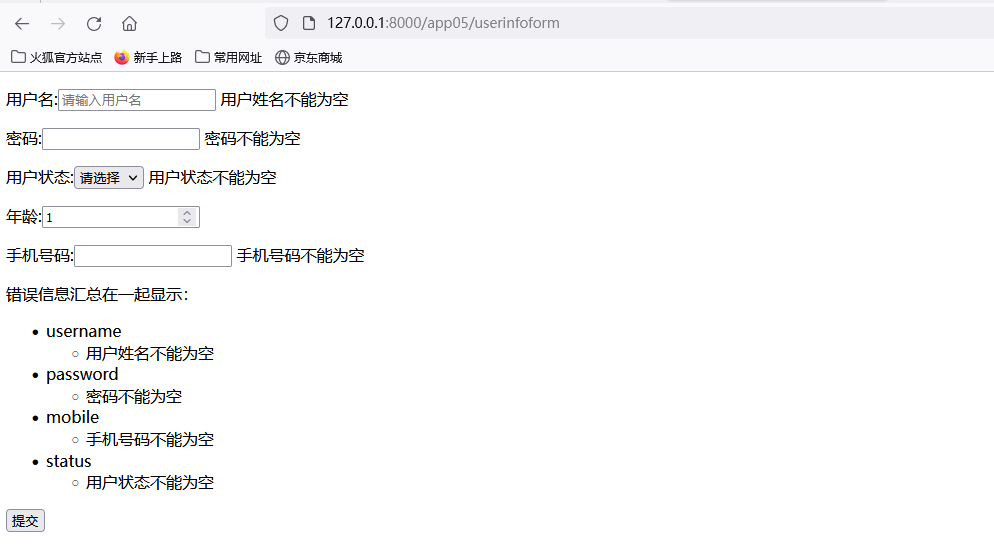 127.0.0.1:8000/app05/userinfoform
火狐官方站点 新手上路 常用网址 京东商城
用户名: 请输入用户名 用户姓名不能为空
密码: 密码不能为空
用户状态: 请选择 用户状态不能为空
年龄: 1
手机号码: 手机号码不能为空
错误信息汇总在一起显示：
username
用户姓名不能为空
password
密码不能为空
mobile
手机号码不能为空
status
用户状态不能为空
提交